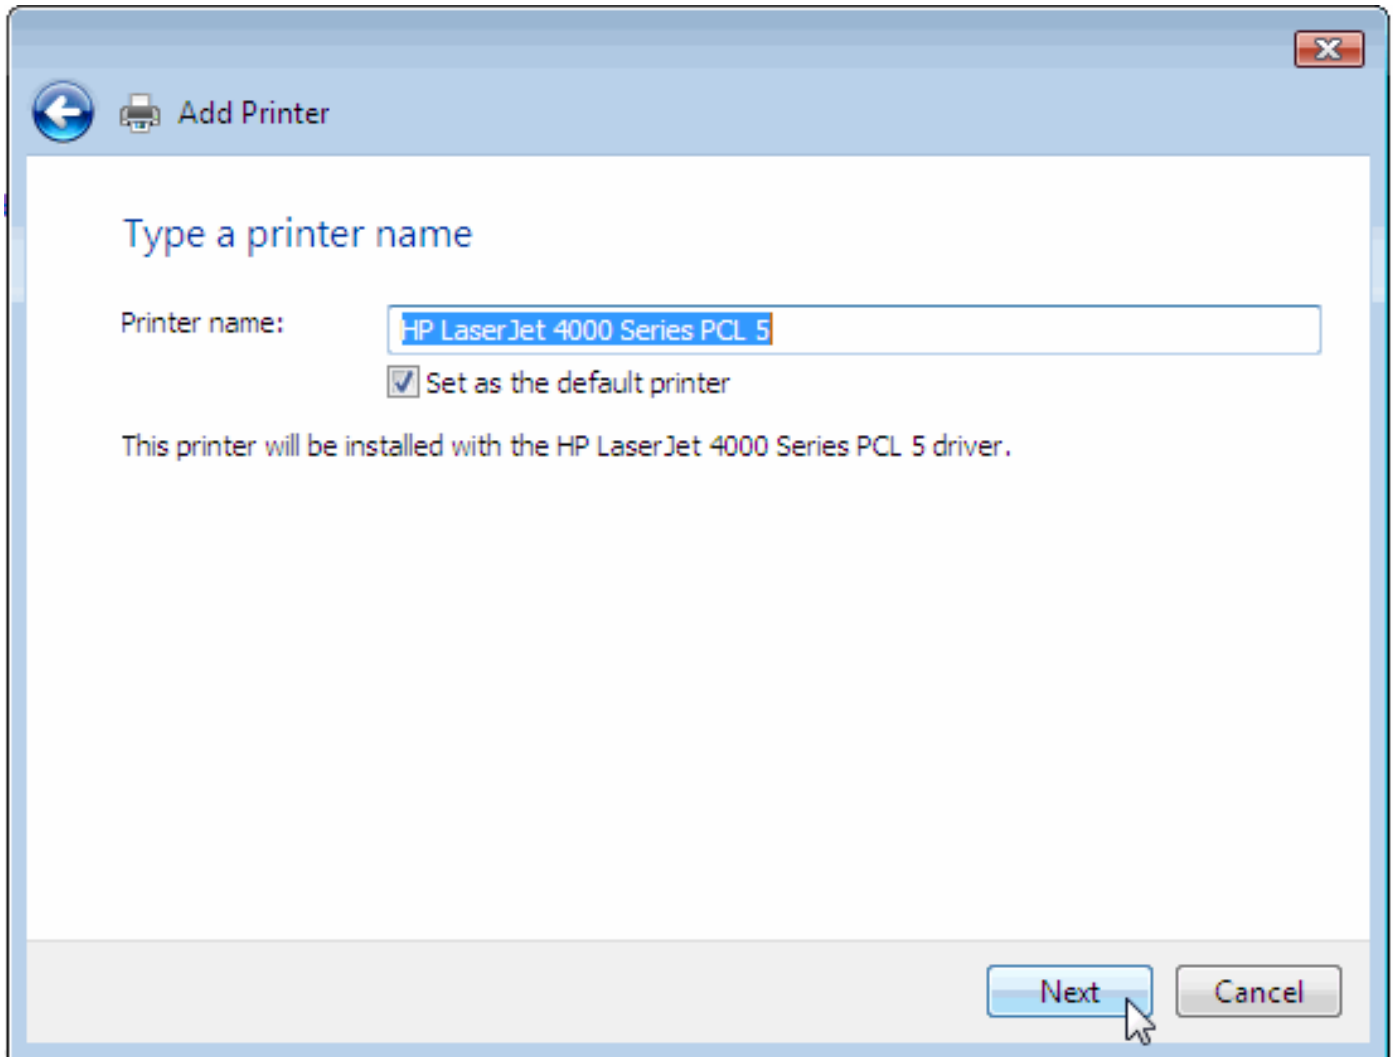 Add Printer
Type a printer name
Printer name:
HP LaserJet 4000 Series PCL 5
Set as the default printer
This printer will be installed with the HP LaserJet 4000 Series PCL 5 driver.
Next
Cancel